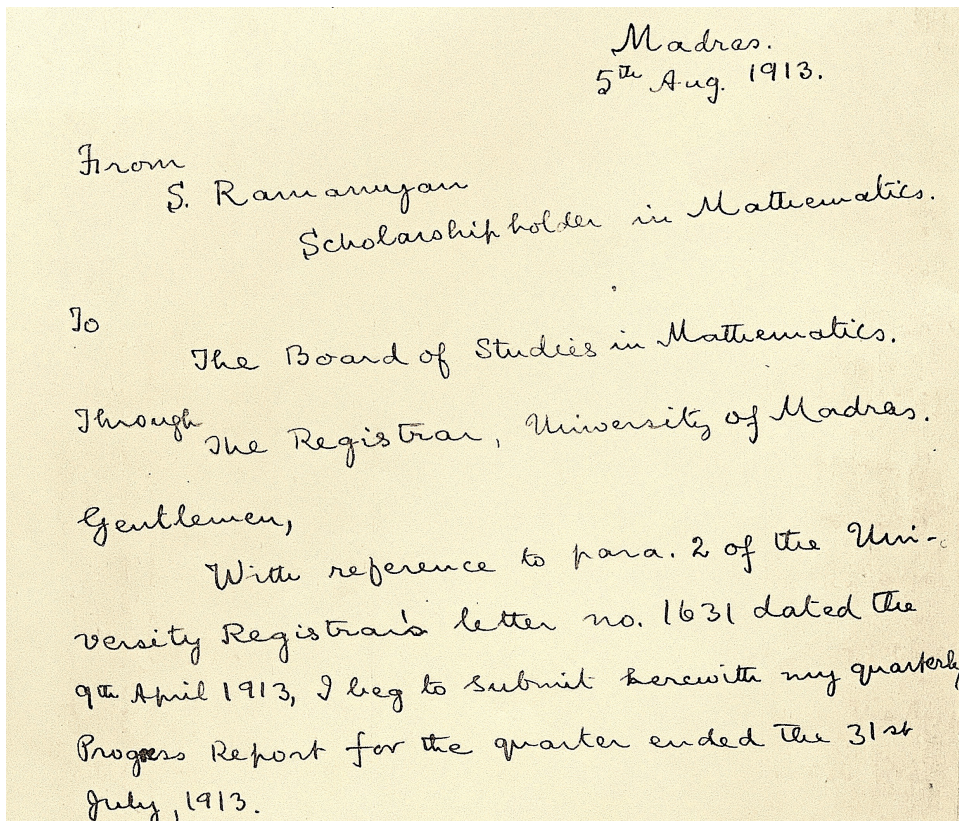 Madras.
5th Aug. 1913.
From
S. Ramanujan
Scholarship holder in Mathematics.
To
The Board of Studies in Mathematics.
Through
The Registrar, University of Madras.
Gentlemen,
With reference to para. 2 of the Uni-
versity Registrar's letter no. 1631 dated the
9th April 1913, I beg to submit herewith my quarterly
Progress Report for the quarter ended the 31st
July, 1913.